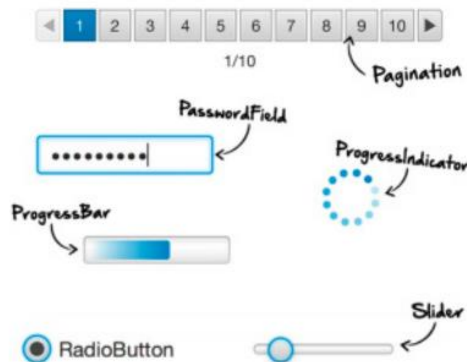 1 2 3 4 5 6 7 8 9 10
1/10
Pagination
PasswordField
ProgressIndicator
ProgressBar
Slider
RadioButton